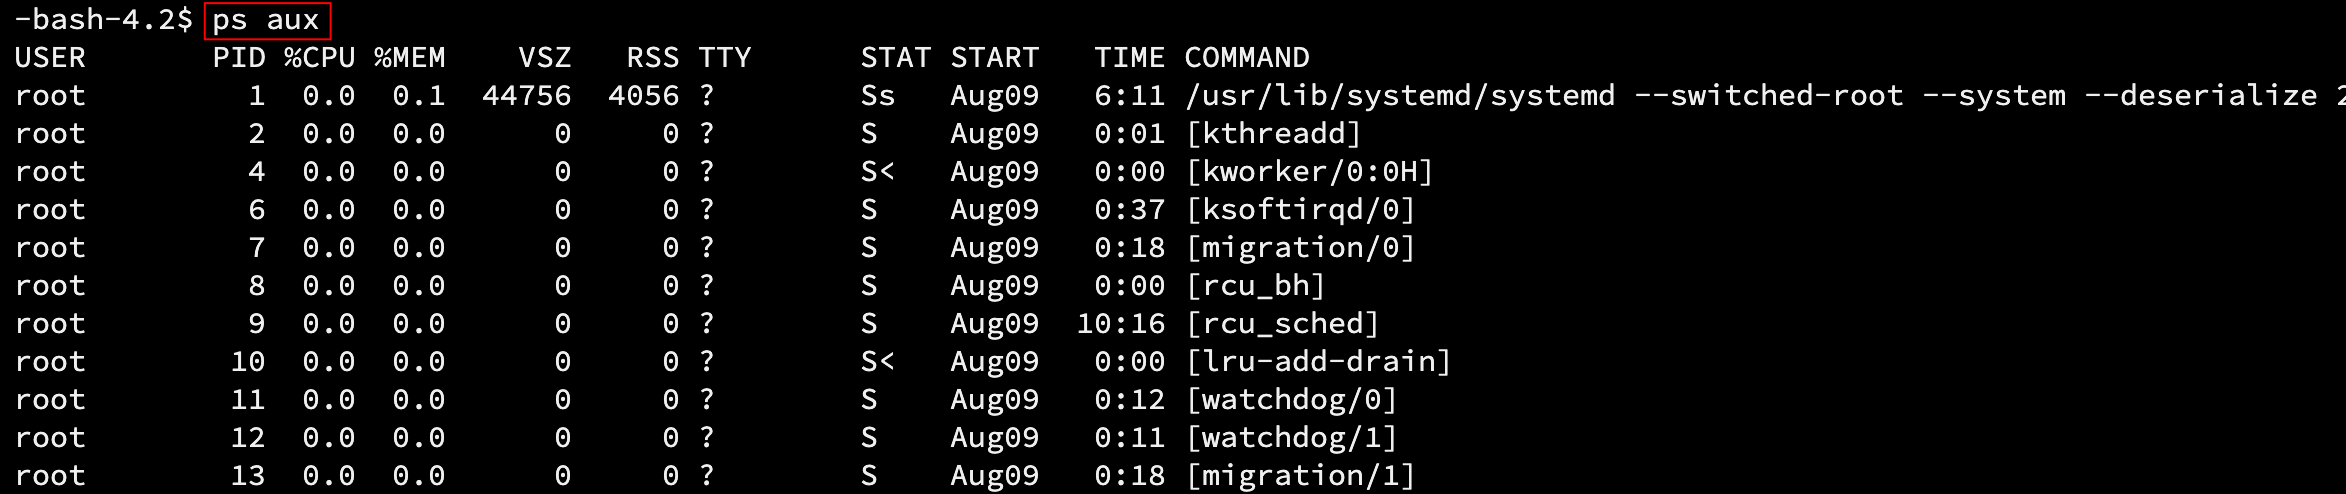 -bash-4.2$ ps aux
USER       PID %CPU %MEM    VSZ   RSS TTY      STAT START   TIME COMMAND
root         1  0.0  0.1  44756  4056 ?        Ss   Aug09   6:11 /usr/lib/systemd/systemd --switched-root --system --deserialize 2
root         2  0.0  0.0      0     0 ?        S    Aug09   0:01 [kthreadd]
root         4  0.0  0.0      0     0 ?        S<   Aug09   0:00 [kworker/0:0H]
root         6  0.0  0.0      0     0 ?        S    Aug09   0:37 [ksoftirqd/0]
root         7  0.0  0.0      0     0 ?        S    Aug09   0:18 [migration/0]
root         8  0.0  0.0      0     0 ?        S    Aug09   0:00 [rcu_bh]
root         9  0.0  0.0      0     0 ?        S    Aug09  10:16 [rcu_sched]
root        10  0.0  0.0      0     0 ?        S<   Aug09   0:00 [lru-add-drain]
root        11  0.0  0.0      0     0 ?        S    Aug09   0:12 [watchdog/0]
root        12  0.0  0.0      0     0 ?        S    Aug09   0:11 [watchdog/1]
root        13  0.0  0.0      0     0 ?        S    Aug09   0:18 [migration/1]